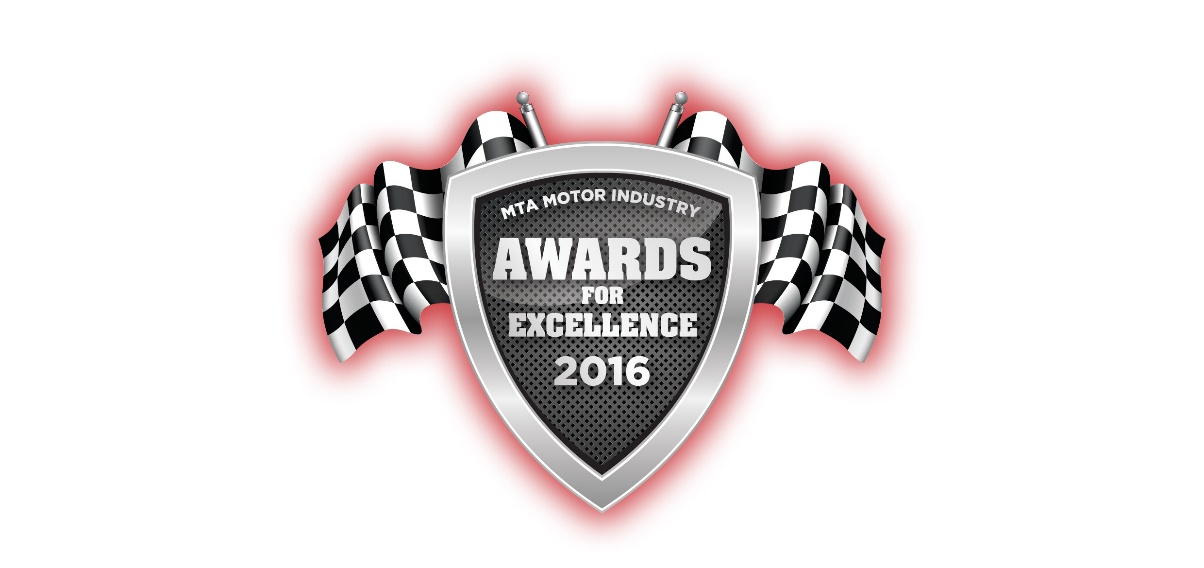 MTA MOTOR INDUSTRY
AWARDS
FOR
EXCELLENCE
2016